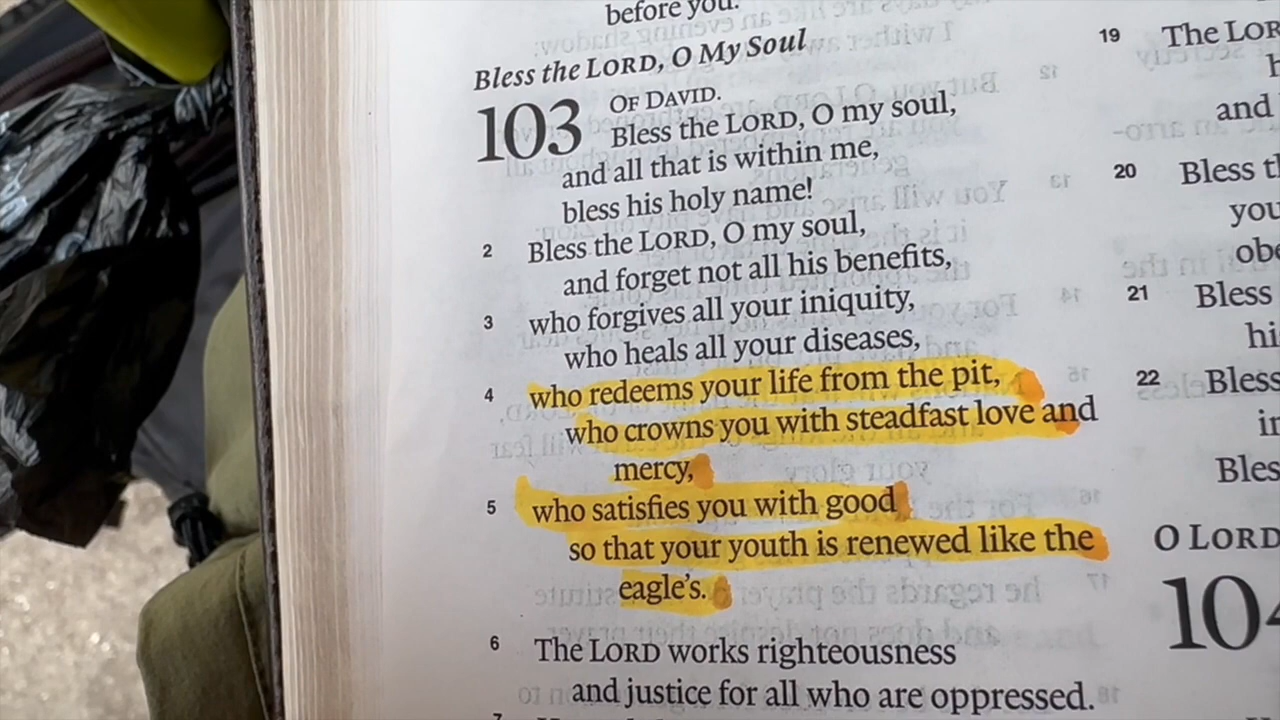 before you.
Bless the LORD, O My Soul
103 OF DAVID.
Bless the LORD, O my soul,
and all that is within me,
bless his holy name!
2 Bless the LORD, O my soul,
and forget not all his benefits,
3 who forgives all your iniquity,
who heals all your diseases,
4 who redeems your life from the pit,
who crowns you with steadfast love and
mercy,
5 who satisfies you with good
so that your youth is renewed like the
eagle's.
6 The LORD works righteousness
and justice for all who are oppressed.
19 The LOR
and
20 Bless
you
21 Bless
22 Bless
O LORD